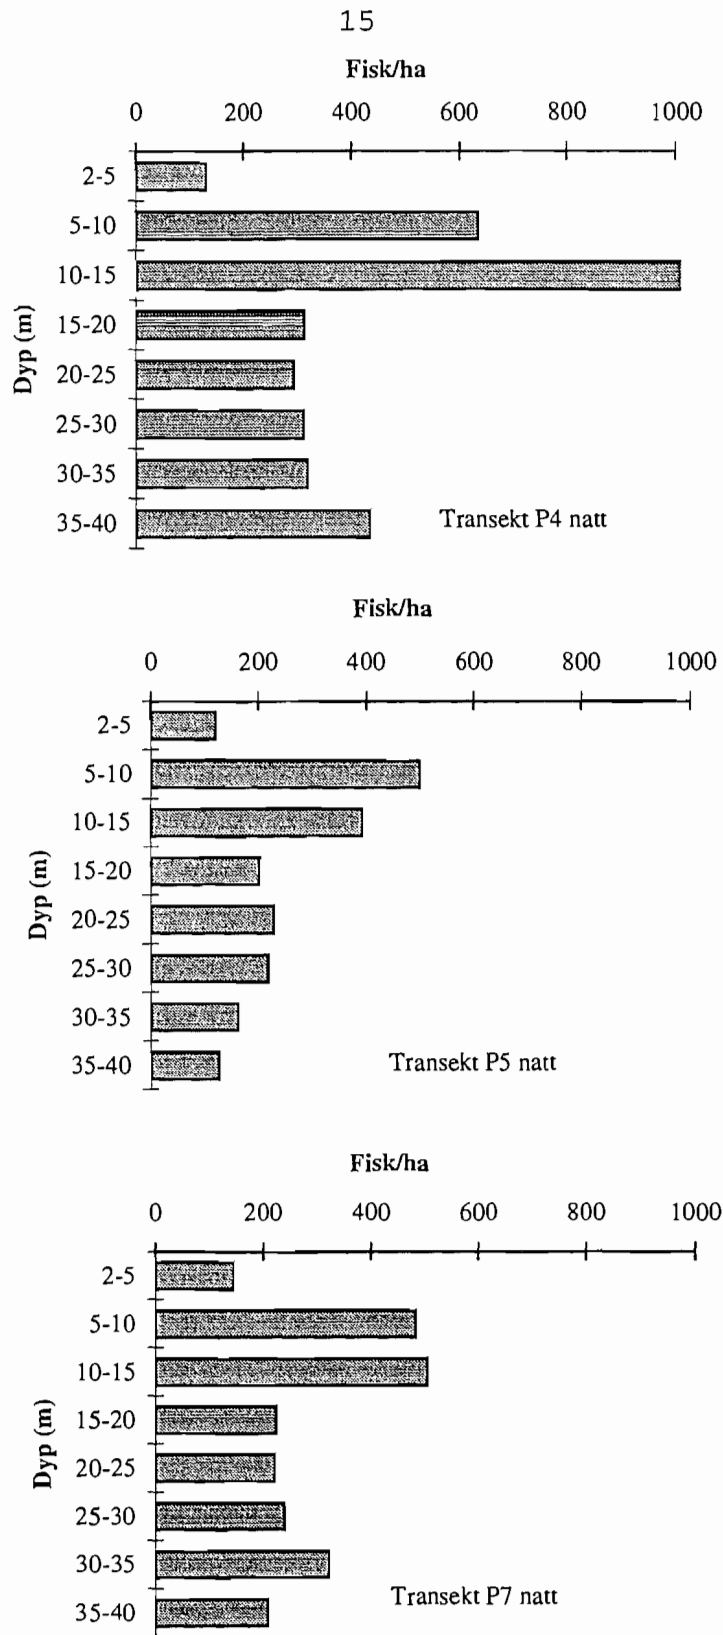 15
Fisk/ha
0 200 400 600 800 1000
2-5
5-10
10-15
15-20
20-25
25-30
30-35
35-40
Dyp (m)
Transekt P4 natt
Fisk/ha
0 200 400 600 800 1000
2-5
5-10
10-15
15-20
20-25
25-30
30-35
35-40
Dyp (m)
Transekt P5 natt
Fisk/ha
0 200 400 600 800 1000
2-5
5-10
10-15
15-20
20-25
25-30
30-35
35-40
Dyp (m)
Transekt P7 natt